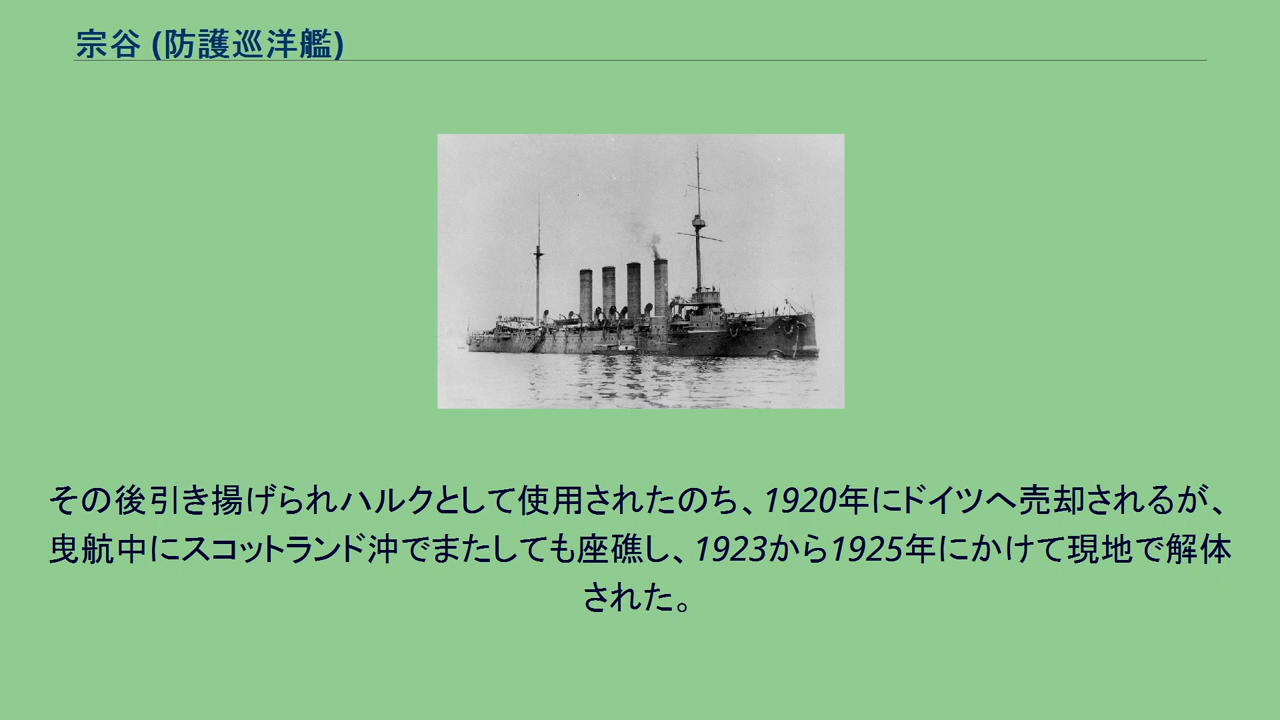 宗谷 (防護巡洋艦)
その後引き揚げられハルクとして使用されたのち、1920年にドイツへ売却されるが、
曳航中にスコットランド沖でまたしても座礁し、1923から1925年にかけて現地で解体
された。